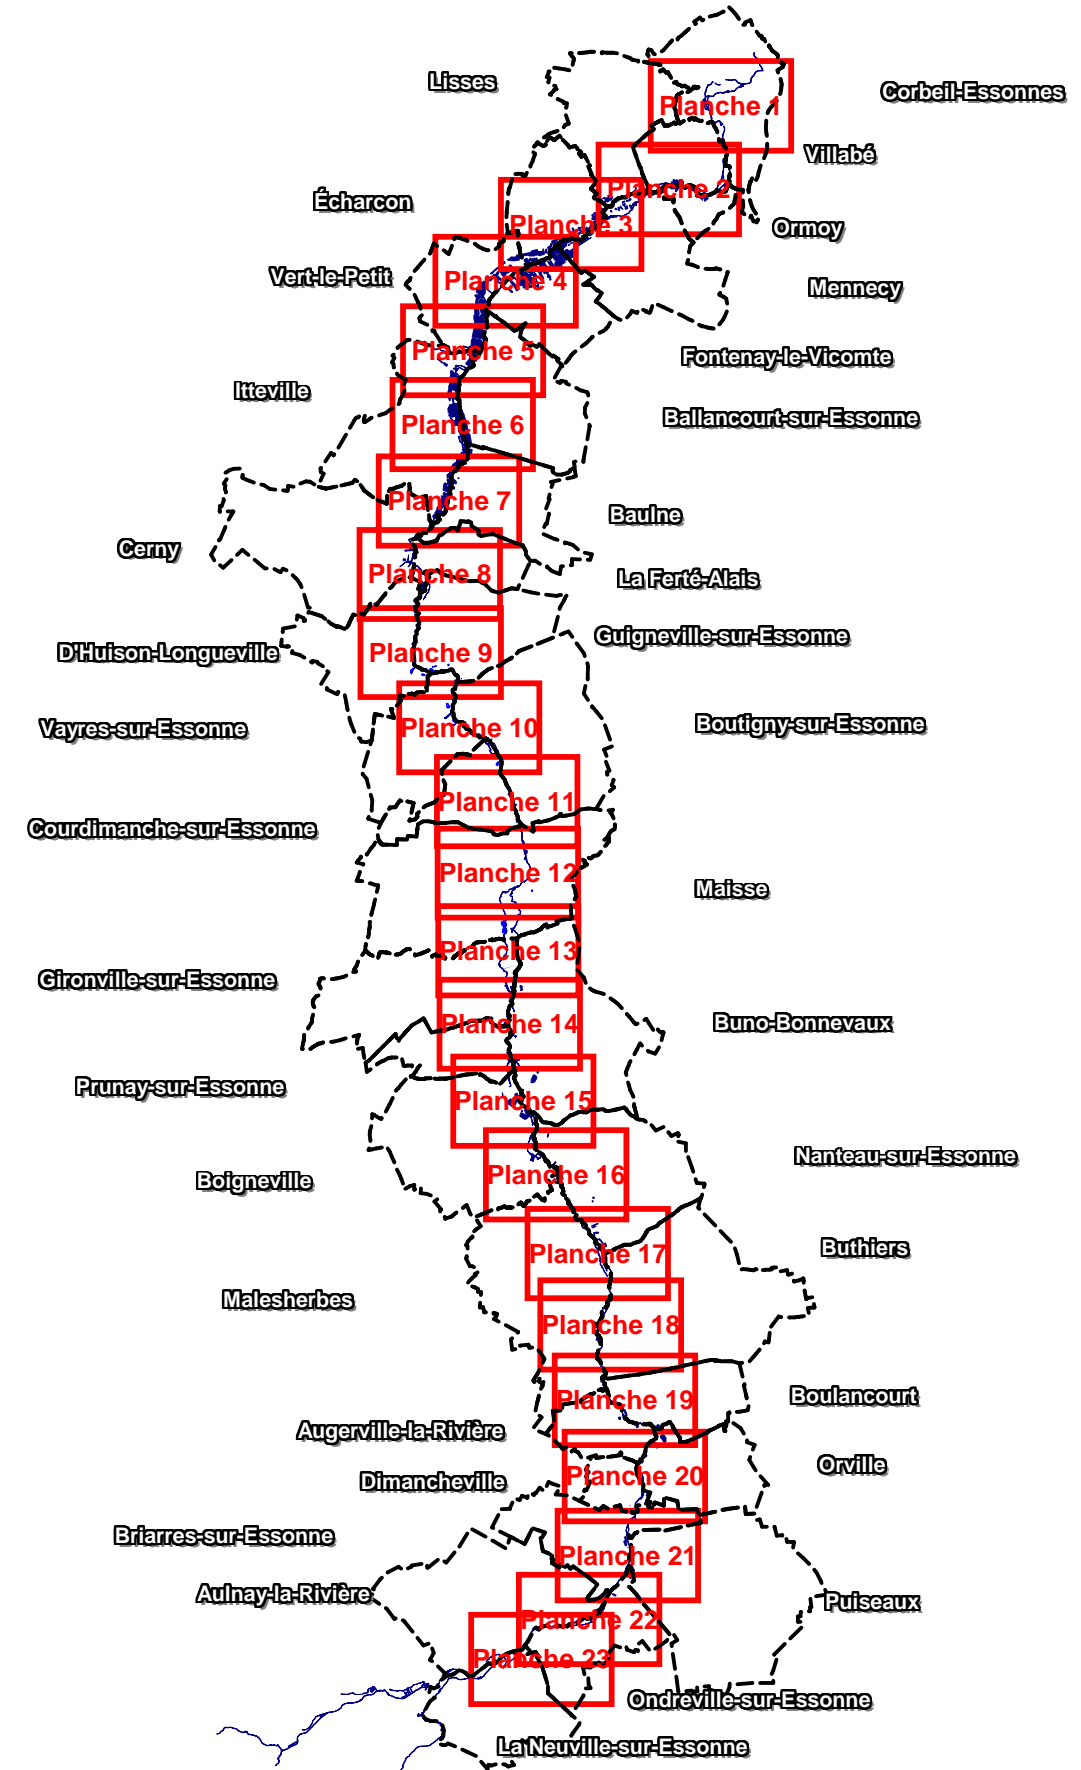 Lisses
Corbeil-Essonnes
Planche 1
Villabé
Planche 2
Écharcon
Planche 3
Ormoy
Vert-le-Petit
Planche 4
Mennecy
Planche 5
Fontenay-le-Vicomte
Itteville
Ballancourt-sur-Essonne
Planche 6
Planche 7
Baulne
Cerny
Planche 8
La Ferté-Alais
Guigneville-sur-Essonne
D'Huison-Longueville
Planche 9
Vayres-sur-Essonne
Planche 10
Boutigny-sur-Essonne
Planche 11
Courdimanche-sur-Essonne
Planche 12
Maisse
Planche 13
Gironville-sur-Essonne
Planche 14
Buno-Bonnevaux
Prunay-sur-Essonne
Planche 15
Nanteau-sur-Essonne
Boigneville
Planche 16
Buthiers
Planche 17
Malesherbes
Planche 18
Boulancourt
Planche 19
Augerville-la-Rivière
Orville
Dimancheville
Planche 20
Briarres-sur-Essonne
Planche 21
Aulnay-la-Rivière
Puiseaux
Planche 22
Planche 23
Ondreville-sur-Essonne
La Neuville-sur-Essonne